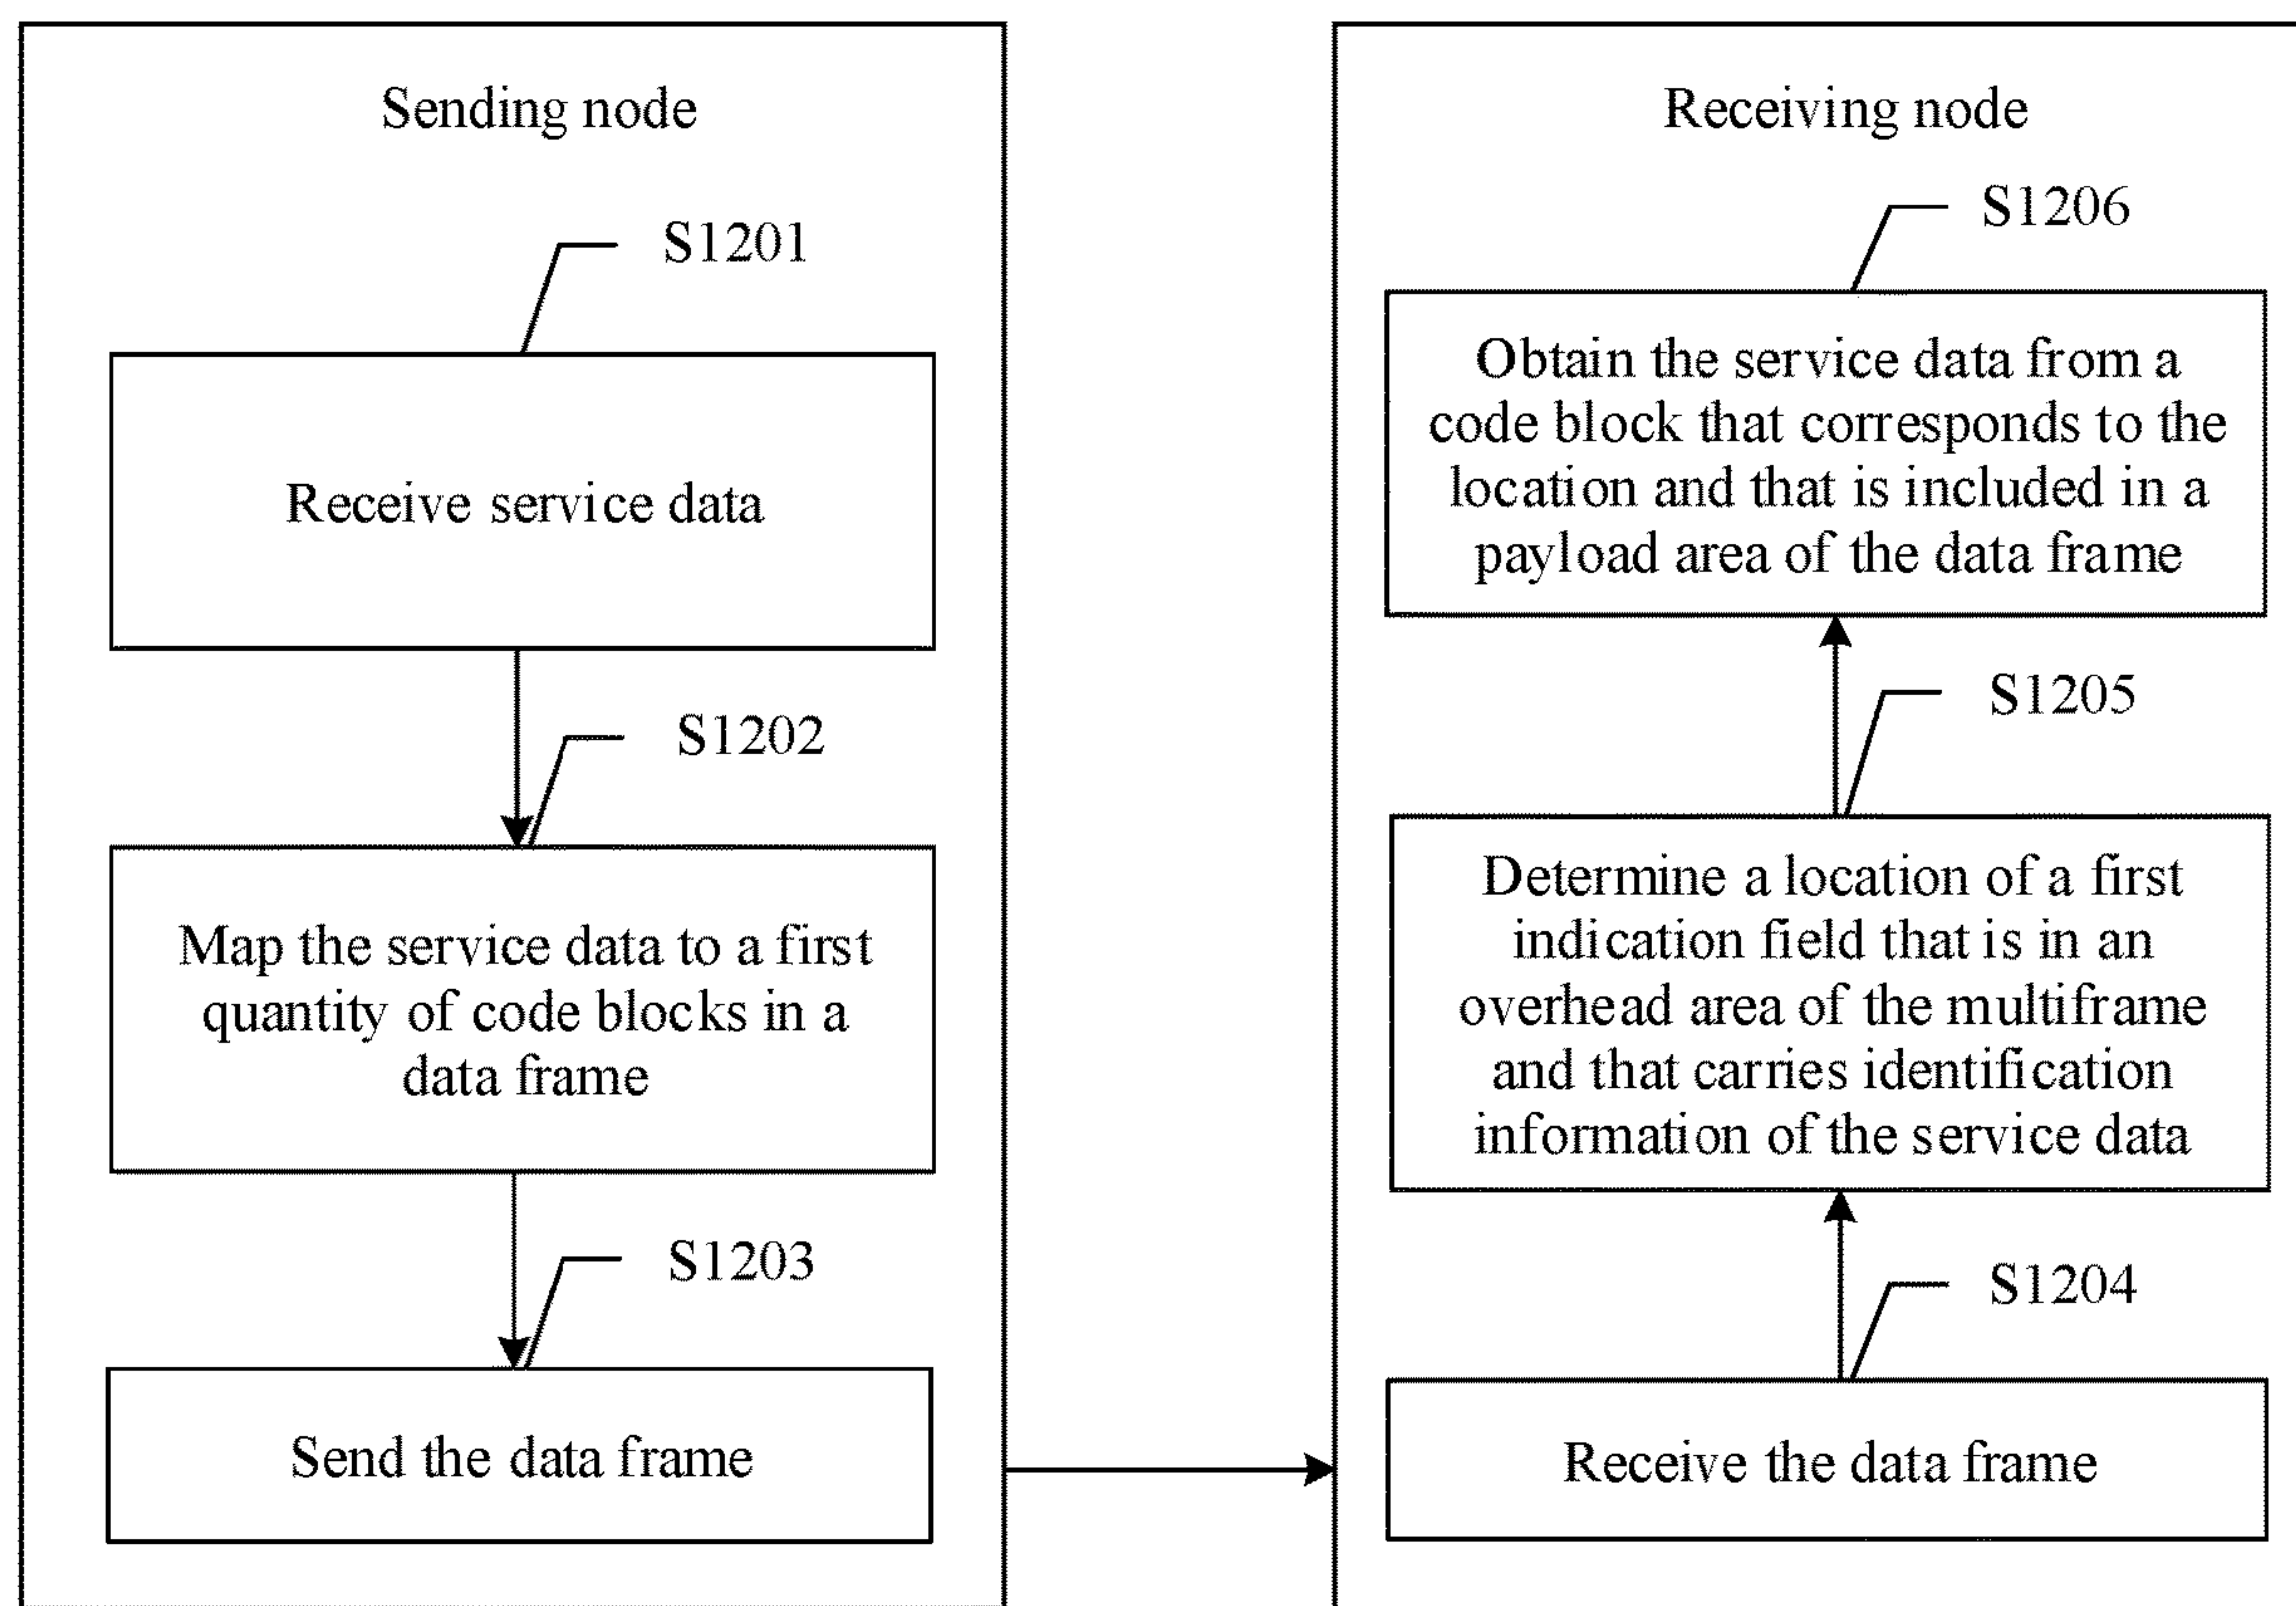 Sending node
S1201
Receive service data
S1202
Map the service data to a first
quantity of code blocks in a
data frame
S1203
Send the data frame
Receiving node
S1206
Obtain the service data from a
code block that corresponds to the
location and that is included in a
payload area of the data frame
S1205
Determine a location of a first
indication field that is in an
overhead area of the multiframe
and that carries identification
information of the service data
S1204
Receive the data frame